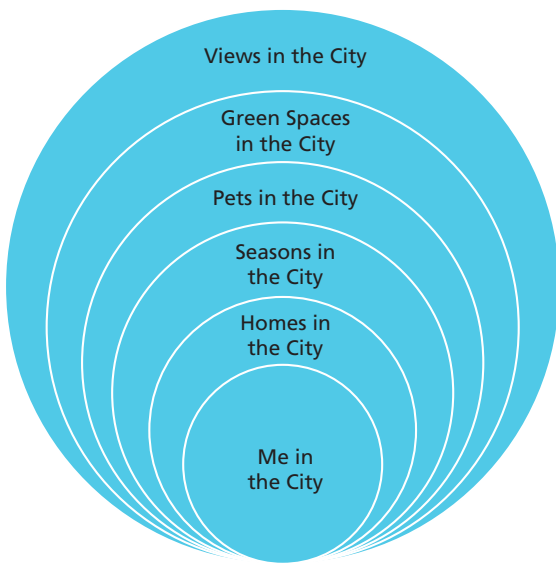 Views in the City
Green Spaces
in the City
Pets in the City
Seasons in
the City
Homes in
the City
Me in
the City